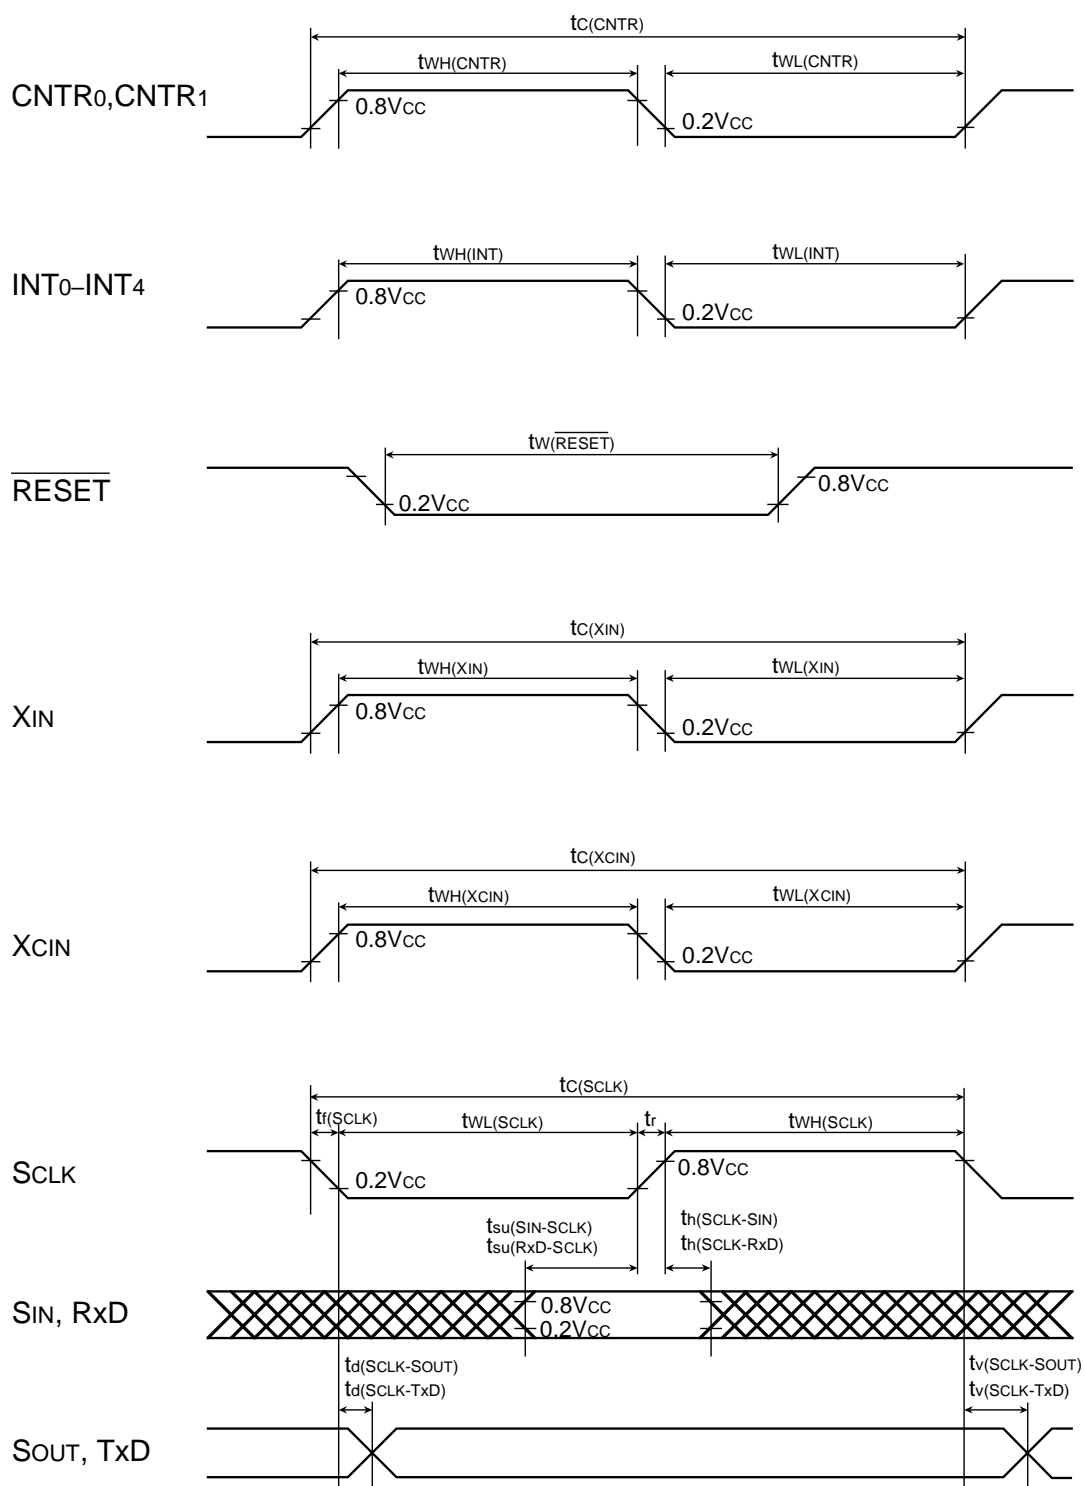 tC(CNTR)
tWH(CNTR)
tWL(CNTR)
CNTR0,CNTR1
0.8VCC
0.2VCC
tWH(INT)
tWL(INT)
INT0–INT4
0.8VCC
0.2VCC
tW(RESET)
RESET
0.2VCC
0.8VCC
tC(XIN)
tWH(XIN)
tWL(XIN)
XIN
0.8VCC
0.2VCC
tC(XCIN)
tWH(XCIN)
tWL(XCIN)
XCIN
0.8VCC
0.2VCC
tC(SCLK)
tf(SCLK)
tWL(SCLK)
tr
tWH(SCLK)
SCLK
0.2VCC
0.8VCC
tsu(SIN-SCLK)
tsu(RxD-SCLK)
th(SCLK-SIN)
th(SCLK-RxD)
SIN, RxD
0.8VCC
0.2VCC
td(SCLK-SOUT)
td(SCLK-TxD)
tv(SCLK-SOUT)
tv(SCLK-TxD)
SOUT, TxD